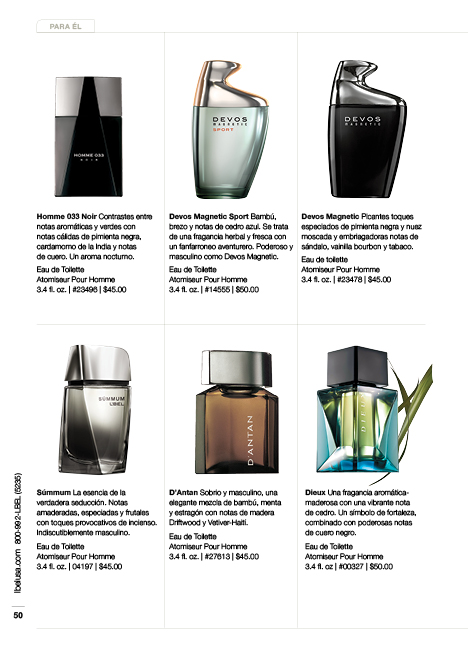 PARA ÉL
HOMME 033
NOIR
DEVOS
MAGNETIC
SPORT
DEVOS
MAGNETIC
Homme 033 Noir Contrastes entre
notas aromáticas y verdes con
notas cálidas de pimienta negra,
cardamomo de la India y notas
de cuero. Un aroma nocturno.
Eau de Toilette
Atomiseur Pour Homme
3.4 fl. oz. | #23496 | $45.00
Devos Magnetic Sport Bambú,
brezo y notas de cedro azul. Se trata
de una fragancia herbal y fresca con
un fanfarroneo aventurero. Poderoso y
masculino como Devos Magnetic.
Eau de Toilette
Atomiseur Pour Homme
3.4 fl. oz. | #14555 | $50.00
Devos Magnetic Picantes toques
especiados de pimienta negra y nuez
moscada y embriagadoras notas de
sándalo, vainilla bourbon y tabaco.
Eau de toilette
Atomiseur Pour Homme
3.4 fl. oz. | #23478 | $45.00
SÜMMUM
L'BEL
D'ANTAN
DIEUX
Súmmum La esencia de la
verdadera seducción. Notas
amaderadas, especiadas y frutales
con toques provocativos de incienso.
Indiscutiblemente masculino.
Eau de Toilette
Atomiseur Pour Homme
3.4 fl. oz. | 04197 | $45.00
D'Antan Sobrio y masculino, una
elegante mezcla de bambú, menta
y estragón con notas de madera
Driftwood y Vetiver-Haití.
Eau de Toilette
Atomiseur Pour Homme
3.4 fl. oz. | #27613 | $45.00
Dieux Una fragancia aromática-
maderosa con una vibrante nota
de cedro. Un símbolo de fortaleza,
combinado con poderosas notas
de cuero negro.
Eau de Toilette
Atomiseur Pour Homme
3.4 fl oz | #00327 | $50.00
lbelusa.com 800-992-LBEL (5235)
50